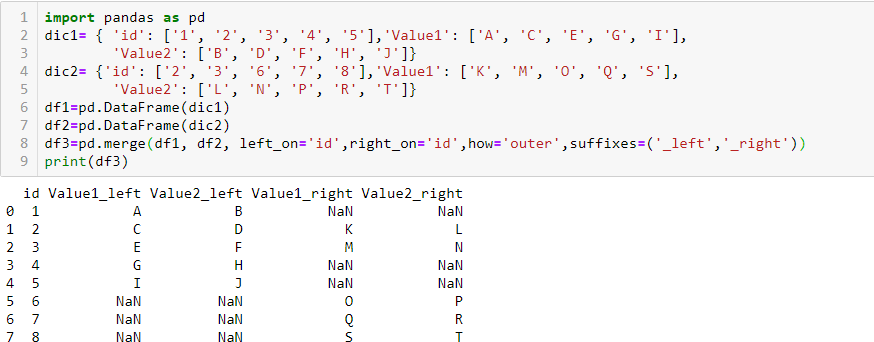 1 import pandas as pd
2 dic1= { 'id': ['1', '2', '3', '4', '5'],'Value1': ['A', 'C', 'E', 'G', 'I'],
3         'Value2': ['B', 'D', 'F', 'H', 'J']}
4 dic2= {'id': ['2', '3', '6', '7', '8'],'Value1': ['K', 'M', 'O', 'Q', 'S'],
5         'Value2': ['L', 'N', 'P', 'R', 'T']}
6 df1=pd.DataFrame(dic1)
7 df2=pd.DataFrame(dic2)
8 df3=pd.merge(df1, df2, left_on='id',right_on='id',how='outer',suffixes=('_left','_right'))
9 print(df3)
  id Value1_left Value2_left Value1_right Value2_right
0  1           A           B          NaN          NaN
1  2           C           D            K            L
2  3           E           F            M            N
3  4           G           H          NaN          NaN
4  5           I           J          NaN          NaN
5  6         NaN         NaN            O            P
6  7         NaN         NaN            Q            R
7  8         NaN         NaN            S            T